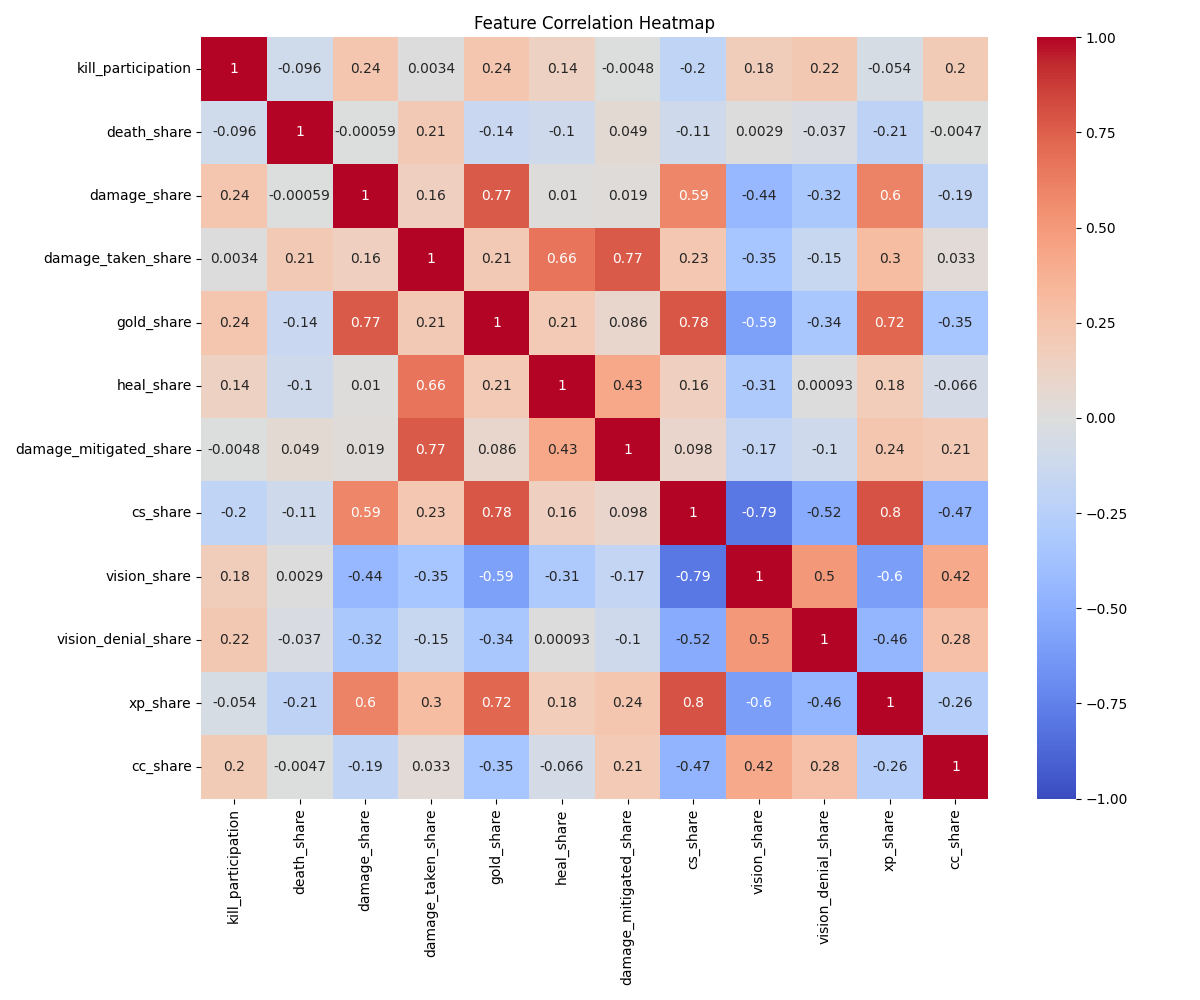 Feature Correlation Heatmap
kill_participation 1 -0.096 0.24 0.0034 0.24 0.14 -0.0048 -0.2 0.18 0.22 -0.054 0.2
death_share -0.096 1 -0.00059 0.21 -0.14 -0.1 0.049 -0.11 0.0029 -0.037 -0.21 -0.0047
damage_share 0.24 -0.00059 1 0.16 0.77 0.01 0.019 0.59 -0.44 -0.32 0.6 -0.19
damage_taken_share 0.0034 0.21 0.16 1 0.21 0.66 0.77 0.23 -0.35 -0.15 0.3 0.033
gold_share 0.24 -0.14 0.77 0.21 1 0.21 0.086 0.78 -0.59 -0.34 0.72 -0.35
heal_share 0.14 -0.1 0.01 0.66 0.21 1 0.43 0.16 -0.31 0.00093 0.18 -0.066
damage_mitigated_share -0.0048 0.049 0.019 0.77 0.086 0.43 1 0.098 -0.17 -0.1 0.24 0.21
cs_share -0.2 -0.11 0.59 0.23 0.78 0.16 0.098 1 -0.79 -0.52 0.8 -0.47
vision_share 0.18 0.0029 -0.44 -0.35 -0.59 -0.31 -0.17 -0.79 1 0.5 -0.6 0.42
vision_denial_share 0.22 -0.037 -0.32 -0.15 -0.34 0.00093 -0.1 -0.52 0.5 1 -0.46 0.28
xp_share -0.054 -0.21 0.6 0.3 0.72 0.18 0.24 0.8 -0.6 -0.46 1 -0.26
cc_share 0.2 -0.0047 -0.19 0.033 -0.35 -0.066 0.21 -0.47 0.42 0.28 -0.26 1
kill_participation
death_share
damage_share
damage_taken_share
gold_share
heal_share
damage_mitigated_share
cs_share
vision_share
vision_denial_share
xp_share
cc_share
1.00
0.75
0.50
0.25
0.00
−0.25
−0.50
−0.75
−1.00